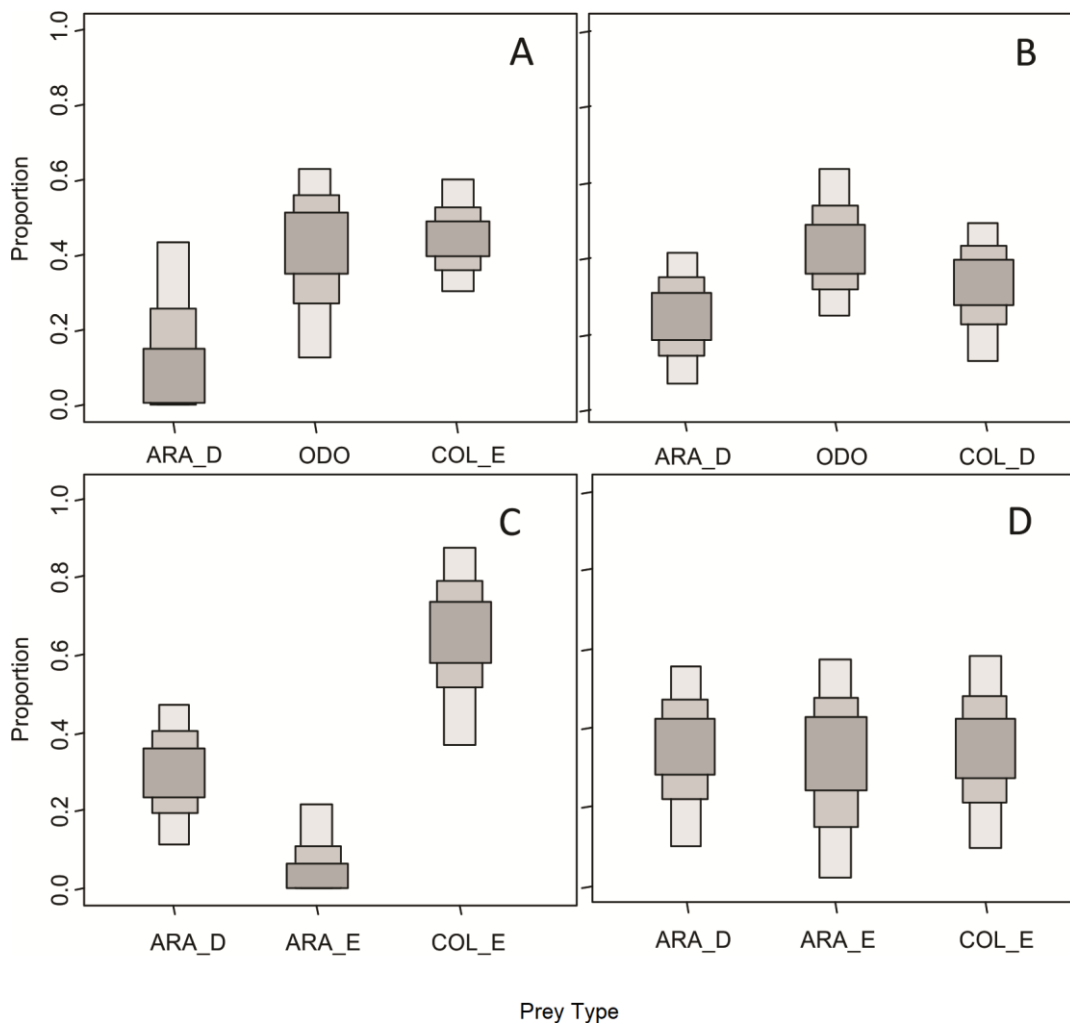 A
B
Proportion
1.0
0.8
0.6
0.4
0.2
0.0
ARA_D ODO COL_E
ARA_D ODO COL_D
C
D
Proportion
1.0
0.8
0.6
0.4
0.2
0.0
ARA_D ARA_E COL_E
ARA_D ARA_E COL_E
Prey Type